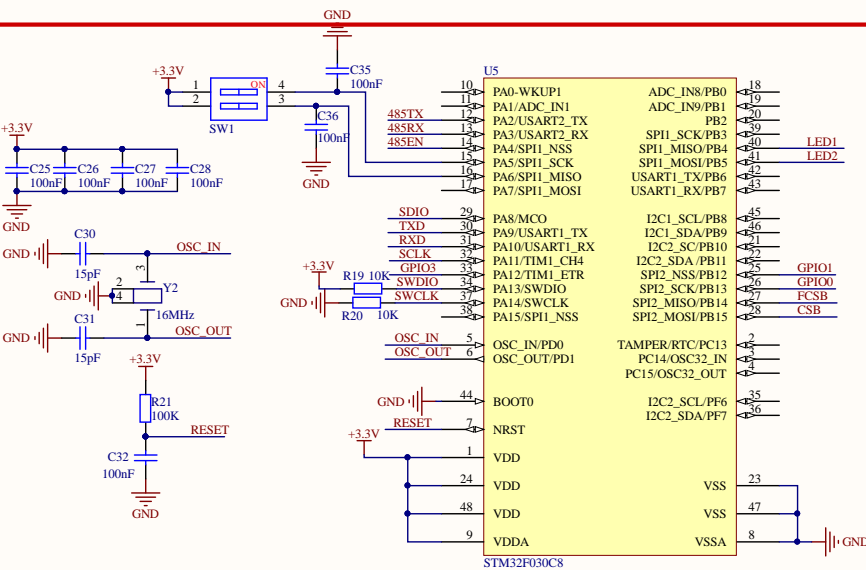 GND
+3.3V
1
2
ON
4
3
SW1
C35
100nF
C36
100nF
GND
+3.3V
C25
100nF
C26
100nF
C27
100nF
C28
100nF
GND
C30
15pF
GND
OSC_IN
3
2
4
GND
Y2
16MHz
1
C31
15pF
GND
OSC_OUT
+3.3V
R21
100K
RESET
C32
100nF
GND
U5
485TX
485RX
485EN
10 PA0-WKUP1
11 PA1/ADC_IN1
12 PA2/USART2_TX
13 PA3/USART2_RX
14 PA4/SPI1_NSS
15 PA5/SPI1_SCK
16 PA6/SPI1_MISO
17 PA7/SPI1_MOSI
SDIO 29 PA8/MCO
TXD 30 PA9/USART1_TX
RXD 31 PA10/USART1_RX
SCLK 32 PA11/TIM1_CH4
GPIO3 33 PA12/TIM1_ETR
SWDIO 34 PA13/SWDIO
SWCLK 37 PA14/SWCLK
38 PA15/SPI1_NSS
+3.3V
R19 10K
GND
R20 10K
OSC_IN 5 OSC_IN/PD0
OSC_OUT 6 OSC_OUT/PD1
GND 44 BOOT0
RESET 7 NRST
+3.3V
1 VDD
24 VDD
48 VDD
9 VDDA
ADC_IN8/PB0 18
ADC_IN9/PB1 19
PB2 20
SPI1_SCK/PB3 39
SPI1_MISO/PB4 40 LED1
SPI1_MOSI/PB5 41 LED2
USART1_TX/PB6 42
USART1_RX/PB7 43
I2C1_SCL/PB8 45
I2C1_SDA/PB9 46
I2C2_SC/PB10 21
I2C2_SDA /PB11 22
SPI2_NSS/PB12 25 GPIO1
SPI2_SCK/PB13 26 GPIO0
SPI2_MISO/PB14 27 FCSB
SPI2_MOSI/PB15 28 CSB
TAMPER/RTC/PC13 2
PC14/OSC32_IN 3
PC15/OSC32_OUT 4
I2C2_SCL/PF6 35
I2C2_SDA/PF7 36
VSS 23
VSS 47
VSSA 8
GND
STM32F030C8